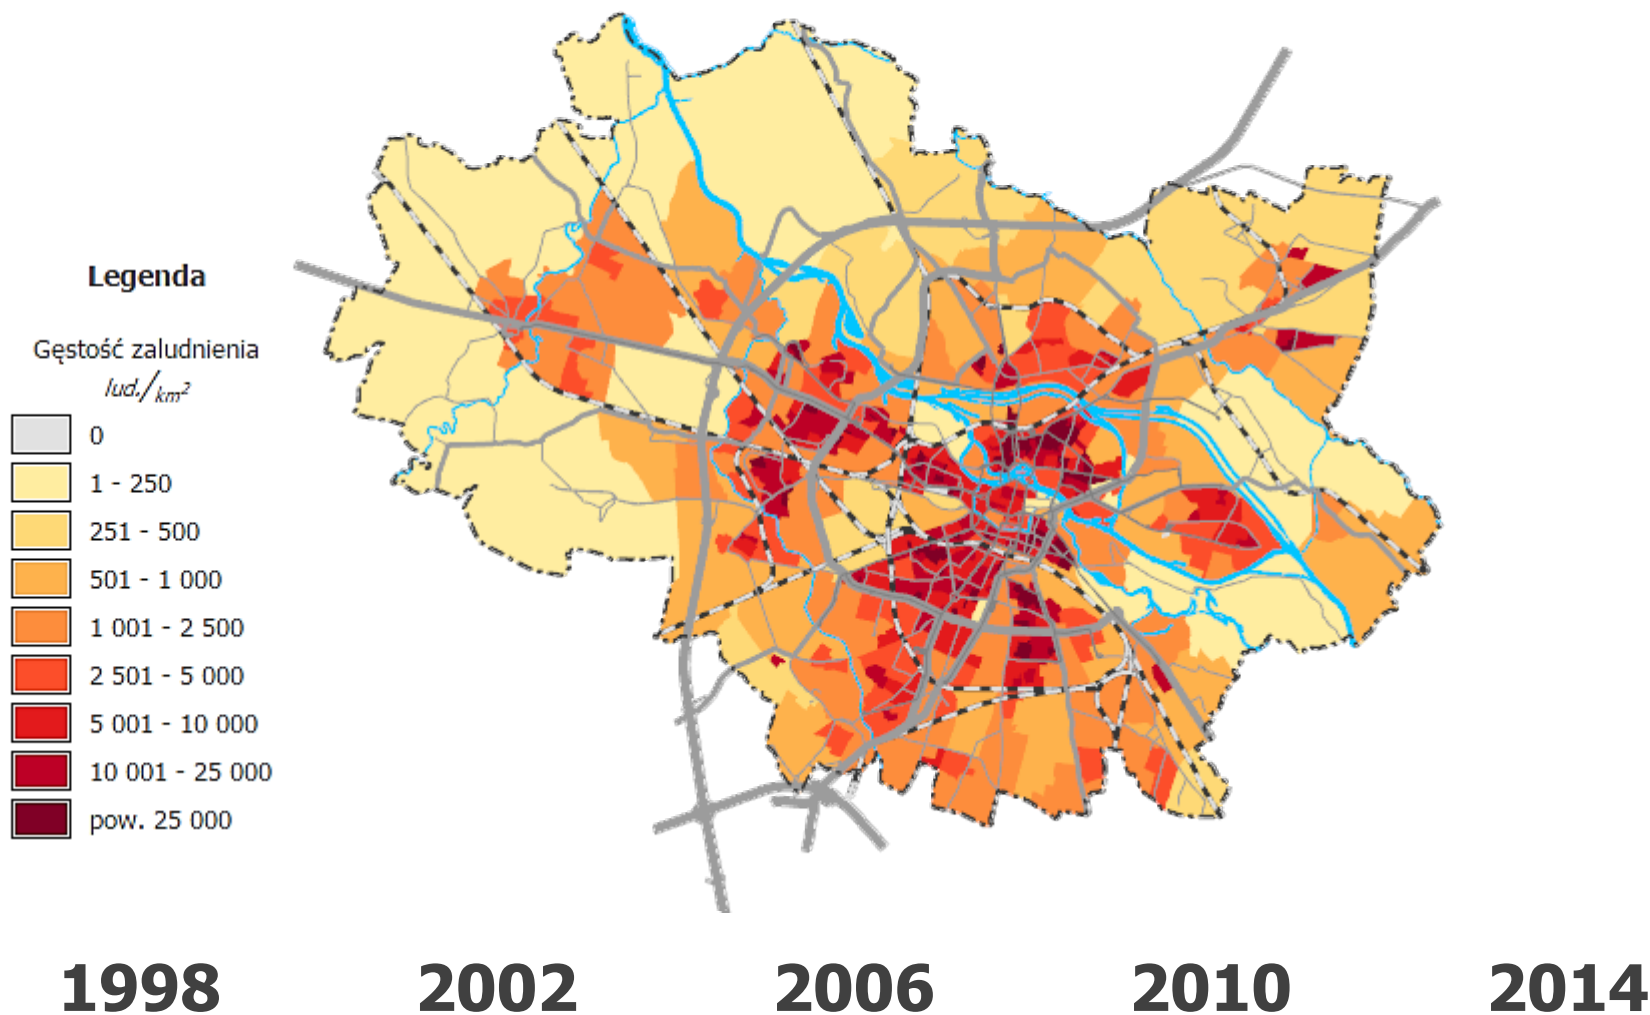 Legenda
Gęstość zaludnienia
lud./km²
0
1 - 250
251 - 500
501 - 1 000
1 001 - 2 500
2 501 - 5 000
5 001 - 10 000
10 001 - 25 000
pow. 25 000
1998 2002 2006 2010 2014